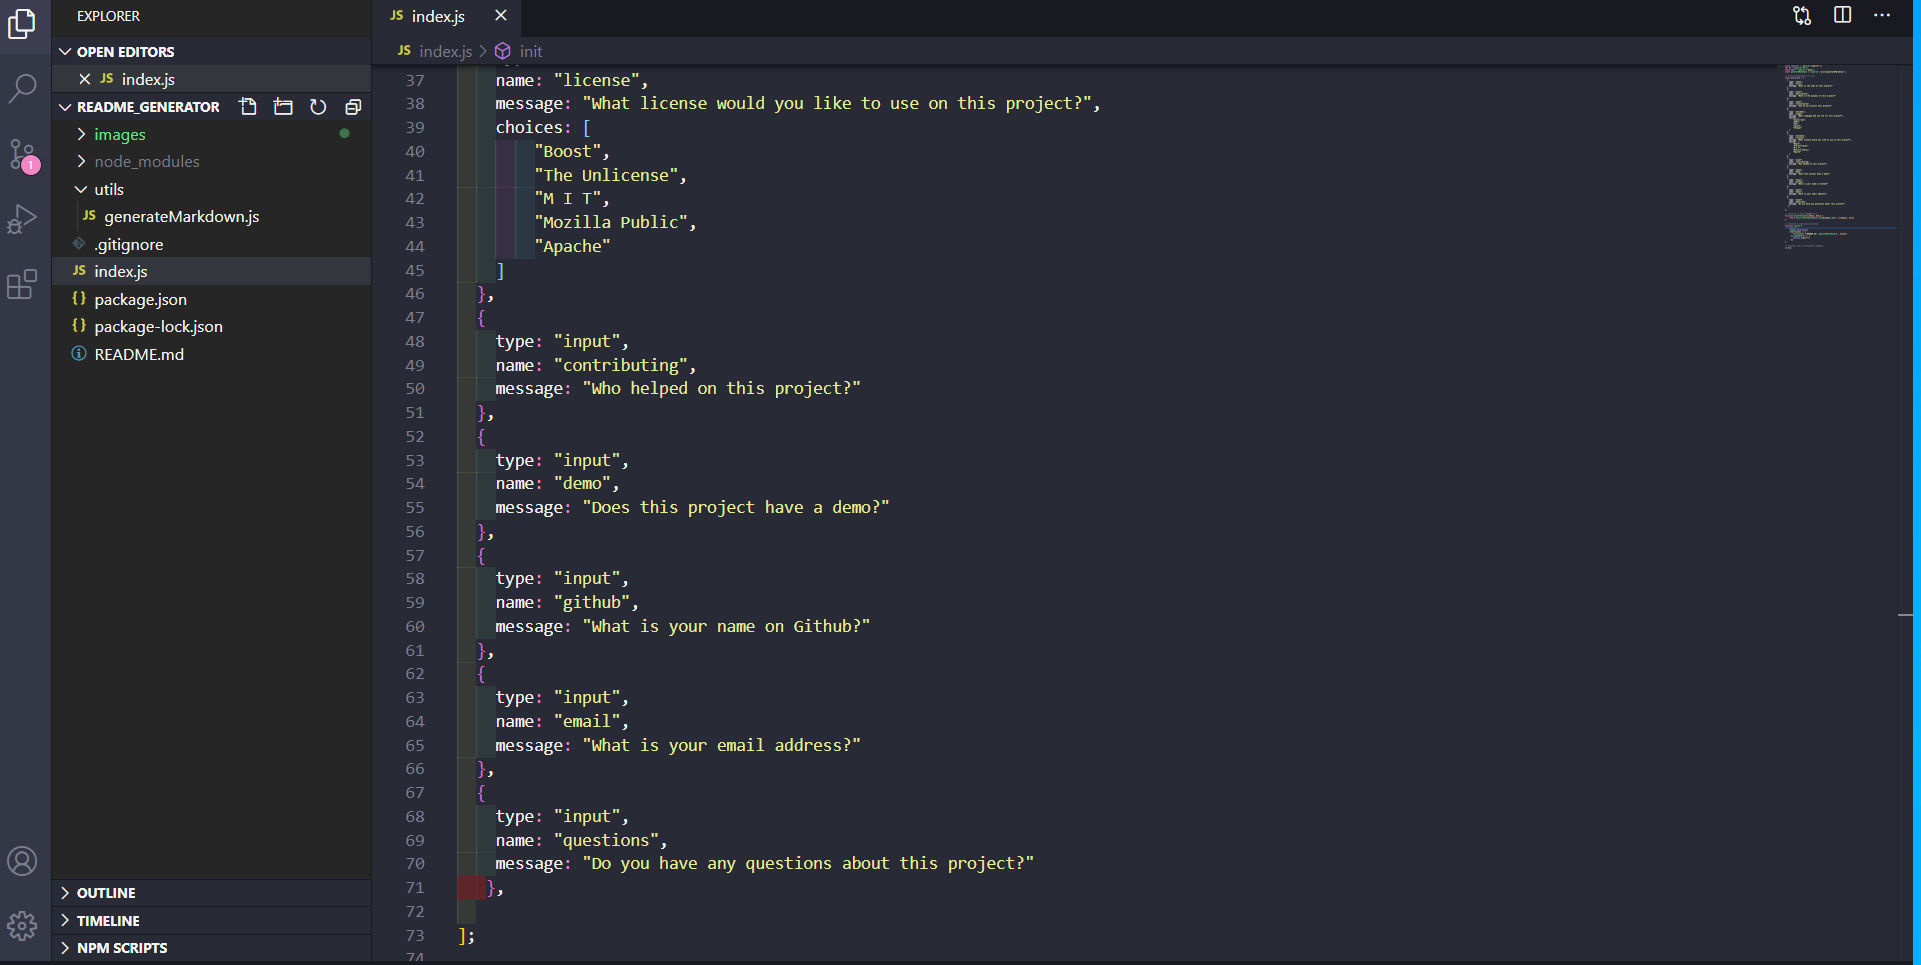 EXPLORER
OPEN EDITORS
JS index.js
README_GENERATOR
images
node_modules
utils
JS generateMarkdown.js
.gitignore
JS index.js
{} package.json
{} package-lock.json
README.md
1
OUTLINE
TIMELINE
NPM SCRIPTS
JS index.js
JS index.js > init
37 name: "license",
38 message: "What license would you like to use on this project?",
39 choices: [
40 "Boost",
41 "The Unlicense",
42 "M I T",
43 "Mozilla Public",
44 "Apache"
45 ]
46 },
47 {
48 type: "input",
49 name: "contributing",
50 message: "Who helped on this project?"
51 },
52 {
53 type: "input",
54 name: "demo",
55 message: "Does this project have a demo?"
56 },
57 {
58 type: "input",
59 name: "github",
60 message: "What is your name on Github?"
61 },
62 {
63 type: "input",
64 name: "email",
65 message: "What is your email address?"
66 },
67 {
68 type: "input",
69 name: "questions",
70 message: "Do you have any questions about this project?"
71 },
72
73 ];
74